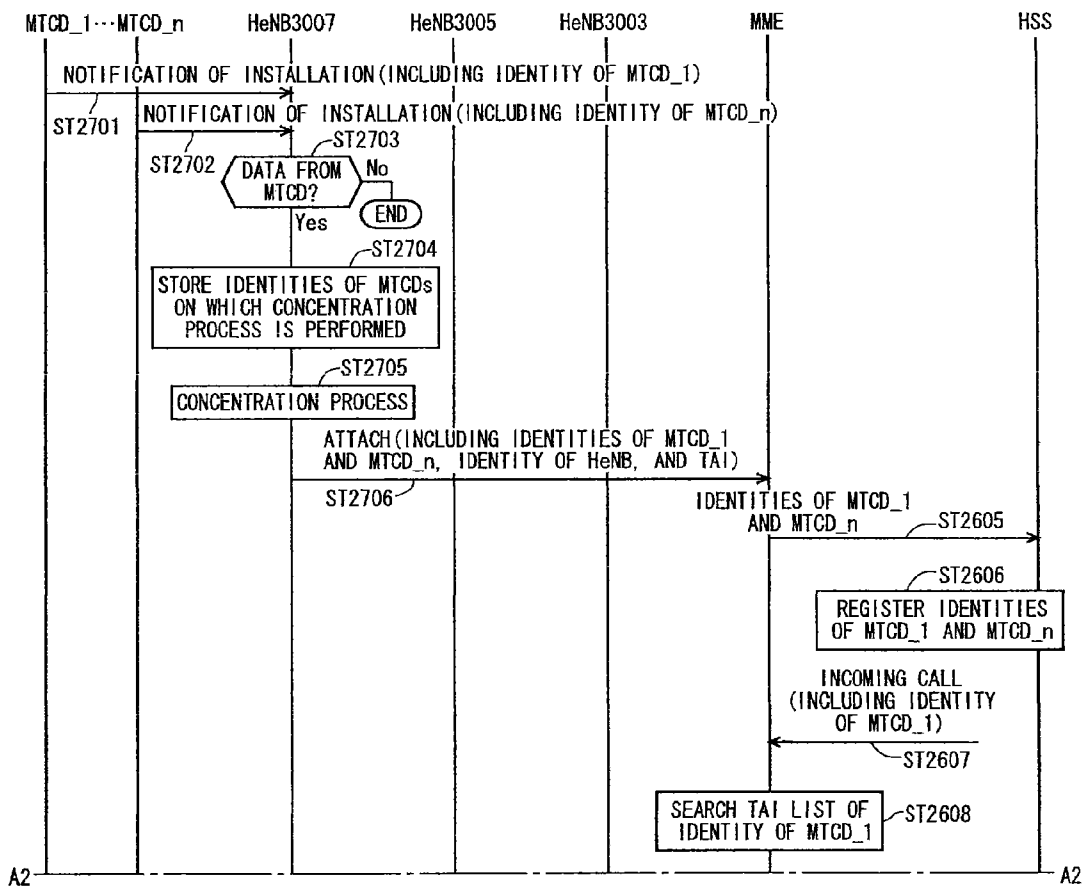 MTCD_1···MTCD_n HeNB3007 HeNB3005 HeNB3003 MME HSS
NOTIFICATION OF INSTALLATION(INCLUDING IDENTITY OF MTCD_1)
ST2701
NOTIFICATION OF INSTALLATION(INCLUDING IDENTITY OF MTCD_n)
ST2702
ST2703
DATA FROM
MTCD?
No
END
Yes
ST2704
STORE IDENTITIES OF MTCDs
ON WHICH CONCENTRATION
PROCESS IS PERFORMED
ST2705
CONCENTRATION PROCESS
ATTACH(INCLUDING IDENTITIES OF MTCD_1
AND MTCD_n, IDENTITY OF HeNB, AND TAI)
ST2706
IDENTITIES OF MTCD_1
AND MTCD_n
ST2605
ST2606
REGISTER IDENTITIES
OF MTCD_1 AND MTCD_n
INCOMING CALL
(INCLUDING IDENTITY
OF MTCD_1)
ST2607
SEARCH TAI LIST OF
IDENTITY OF MTCD_1
ST2608
A2 A2